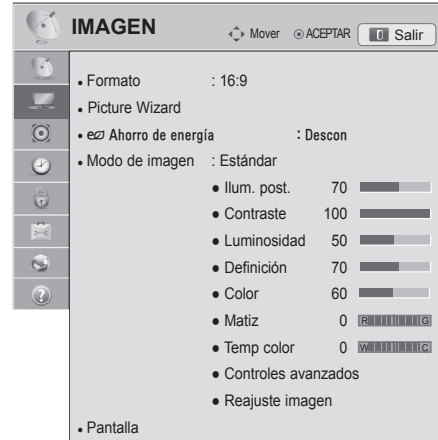 IMAGEN Mover ACEPTAR Salir
• Formato : 16:9
• Picture Wizard
• Ahorro de energía : Descon
• Modo de imagen : Estándar
• Ilum. post. 70
• Contraste 100
• Luminosidad 50
• Definición 70
• Color 60
• Matiz 0 R G
• Temp color 0 W C
• Controles avanzados
• Reajuste imagen
• Pantalla